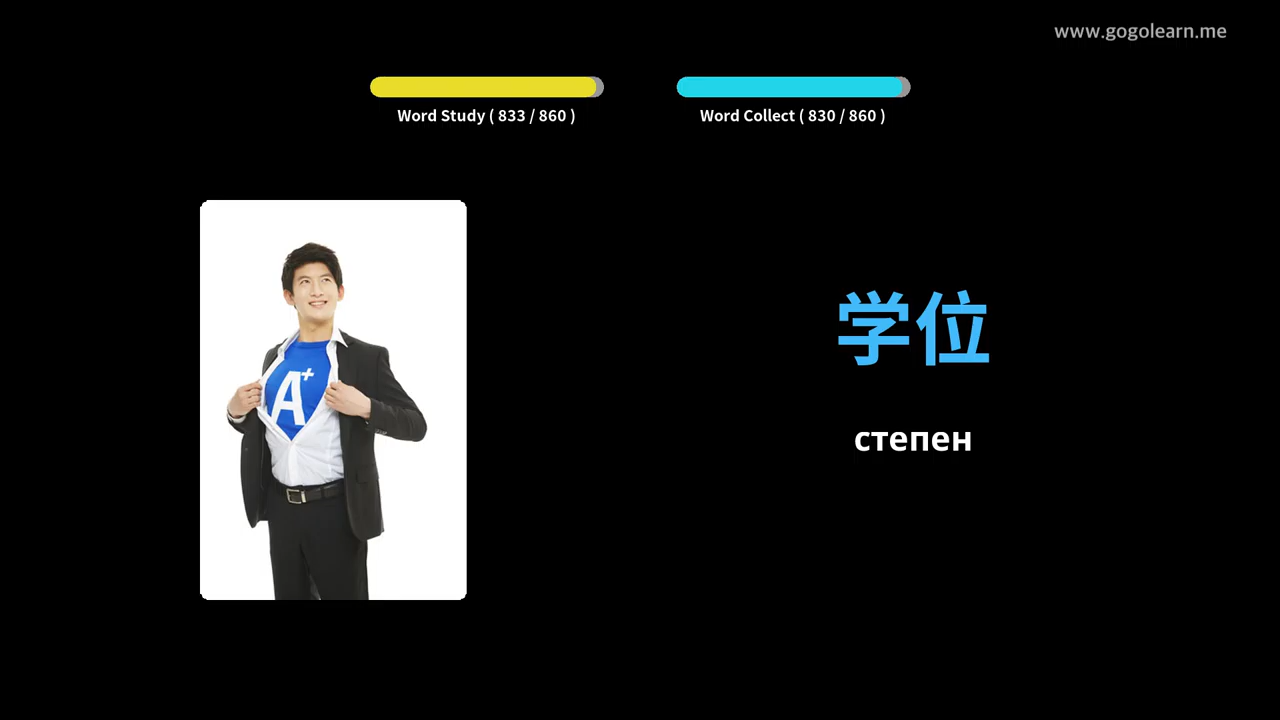 www.gogolearn.me
Word Study ( 833 / 860 )
Word Collect ( 830 / 860 )
A+
学位
степен